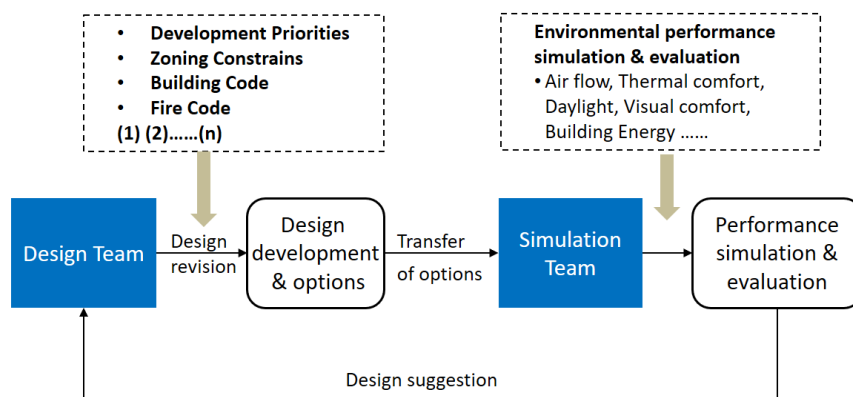 • Development Priorities
• Zoning Constrains
• Building Code
• Fire Code
(1) (2)……(n)
Environmental performance
simulation & evaluation
• Air flow, Thermal comfort,
Daylight, Visual comfort,
Building Energy ……
Design Team
Design
revision
Design
development
& options
Transfer
of options
Simulation
Team
Performance
simulation &
evaluation
Design suggestion